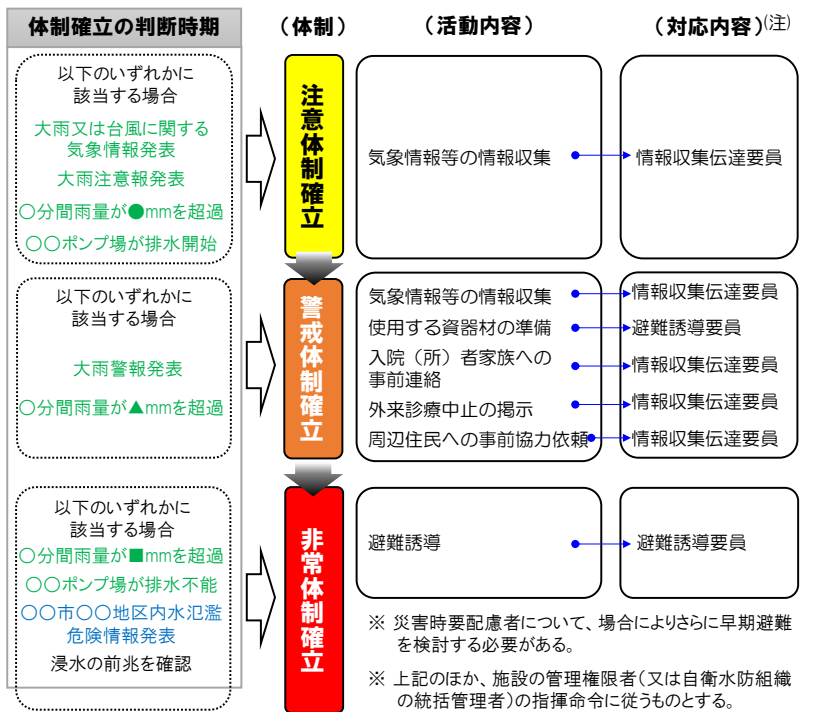 体制確立の判断時期
（体制）
（活動内容）
（対応内容）(注)
以下のいずれかに
該当する場合
大雨又は台風に関する
気象情報発表
大雨注意報発表
〇分間雨量が●mmを超過
〇〇ポンプ場が排水開始
注意体制確立
気象情報等の情報収集
情報収集伝達要員
以下のいずれかに
該当する場合
大雨警報発表
〇分間雨量が▲mmを超過
警戒体制確立
気象情報等の情報収集
情報収集伝達要員
使用する資器材の準備
避難誘導要員
入院（所）者家族への
事前連絡
情報収集伝達要員
外来診療中止の掲示
情報収集伝達要員
周辺住民への事前協力依頼
情報収集伝達要員
以下のいずれかに
該当する場合
〇分間雨量が■mmを超過
〇〇ポンプ場が排水不能
〇〇市〇〇地区内水氾濫
危険情報発表
浸水の前兆を確認
非常体制確立
避難誘導
避難誘導要員
※ 災害時要配慮者について、場合によりさらに早期避難
を検討する必要がある。
※ 上記のほか、施設の管理権限者（又は自衛水防組織
の統括管理者）の指揮命令に従うものとする。